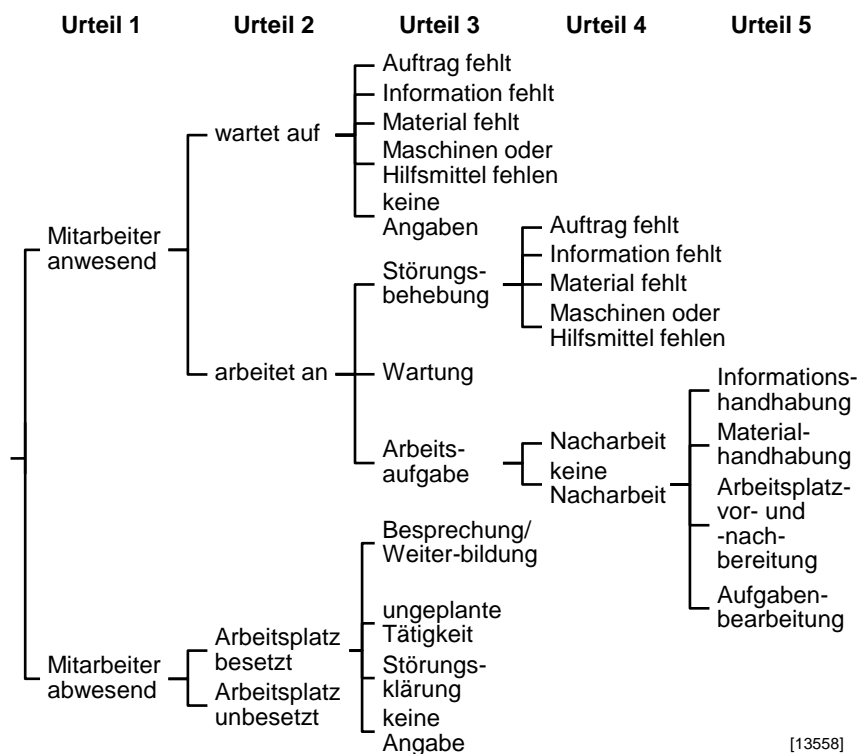 Urteil 1 Urteil 2 Urteil 3 Urteil 4 Urteil 5
Auftrag fehlt
Information fehlt
wartet auf
Material fehlt
Maschinen oder
Hilfsmittel fehlen
keine
Angaben
Mitarbeiter
anwesend
Auftrag fehlt
Information fehlt
Störungs-
behebung
Material fehlt
Maschinen oder
Hilfsmittel fehlen
arbeitet an
Wartung
Informations-
handhabung
Arbeits-
aufgabe
Nacharbeit
keine
Nacharbeit
Material-
handhabung
Arbeitsplatz-
vor- und
-nach-
bereitung
Aufgaben-
bearbeitung
Besprechung/
Weiter-bildung
ungeplante
Tätigkeit
Mitarbeiter
abwesend
Arbeitsplatz
besetzt
Arbeitsplatz
unbesetzt
Störungs-
klärung
keine
Angabe
[13558]